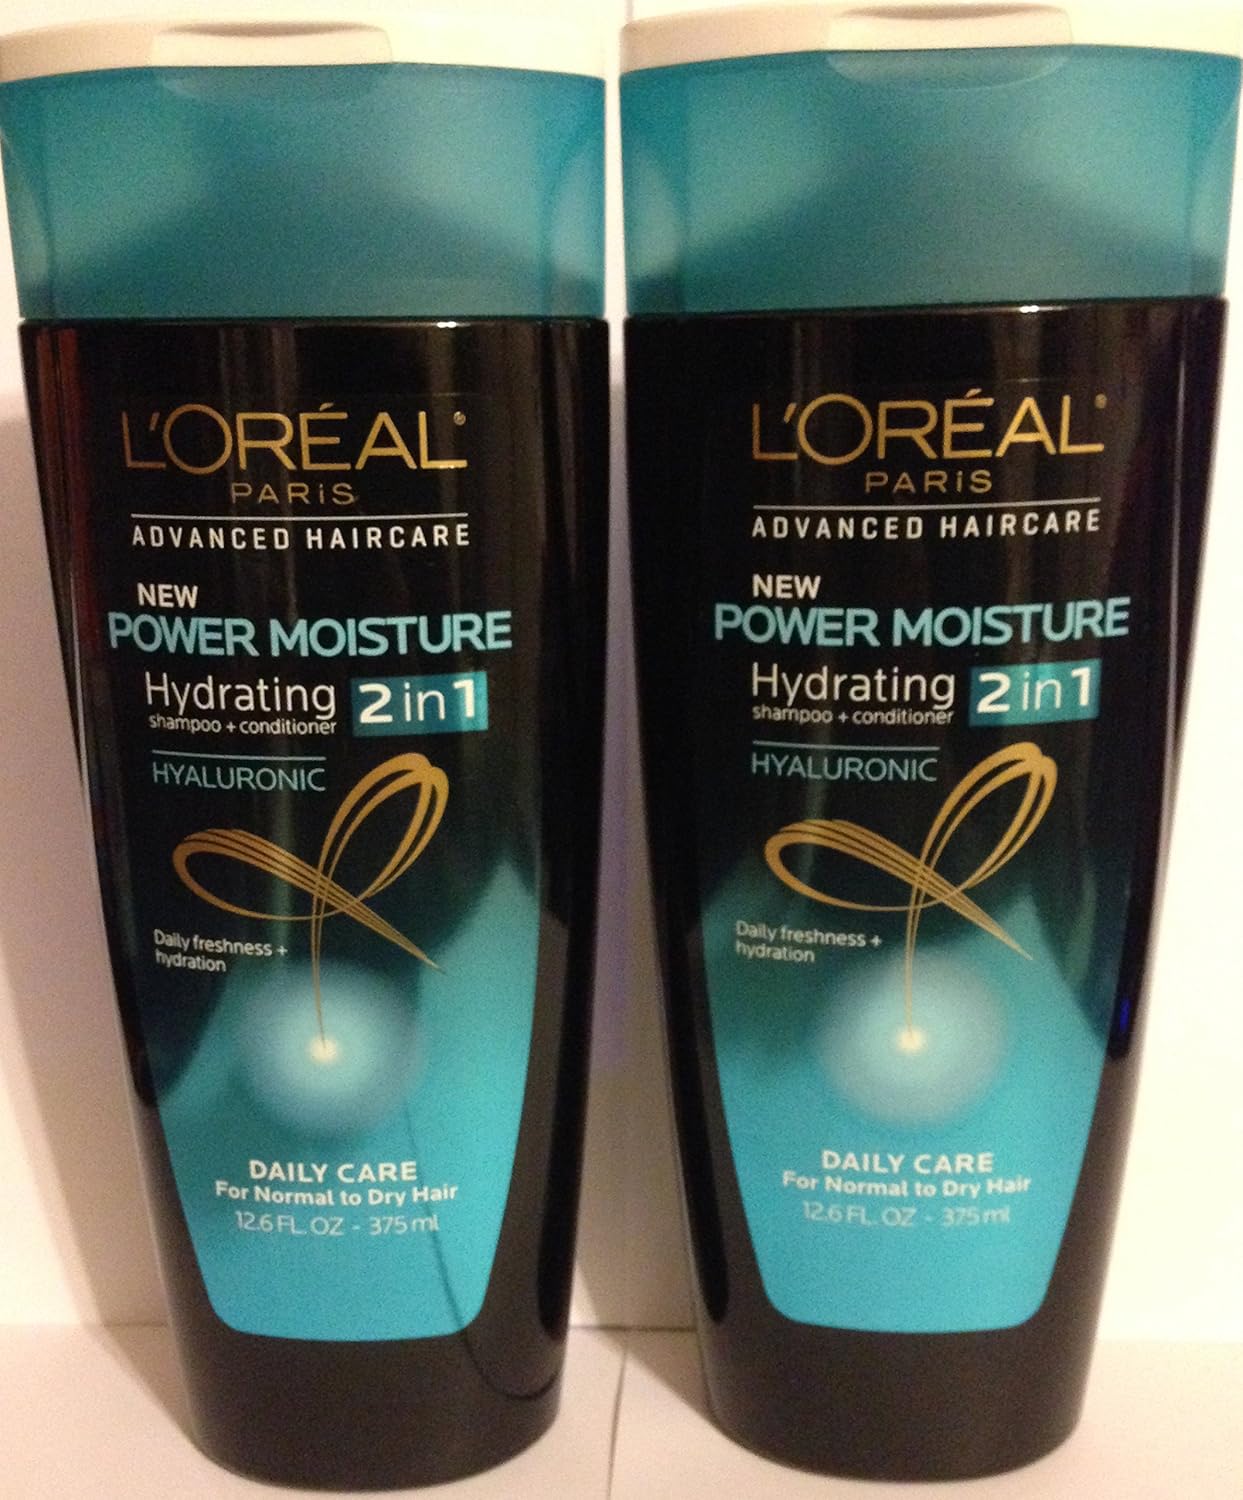 L'ORÉAL®
PARiS
ADVANCED HAIRCARE
NEW
POWER MOISTURE
Hydrating 2 in 1
shampoo + conditioner
HYALURONIC
Daily freshness +
hydration
DAILY CARE
For Normal to Dry Hair
12.6 FL. OZ - 375 ml
L'ORÉAL®
PARiS
ADVANCED HAIRCARE
NEW
POWER MOISTURE
Hydrating 2 in 1
shampoo + conditioner
HYALURONIC
Daily freshness +
hydration
DAILY CARE
For Normal to Dry Hair
12.6 FL. OZ - 375 ml